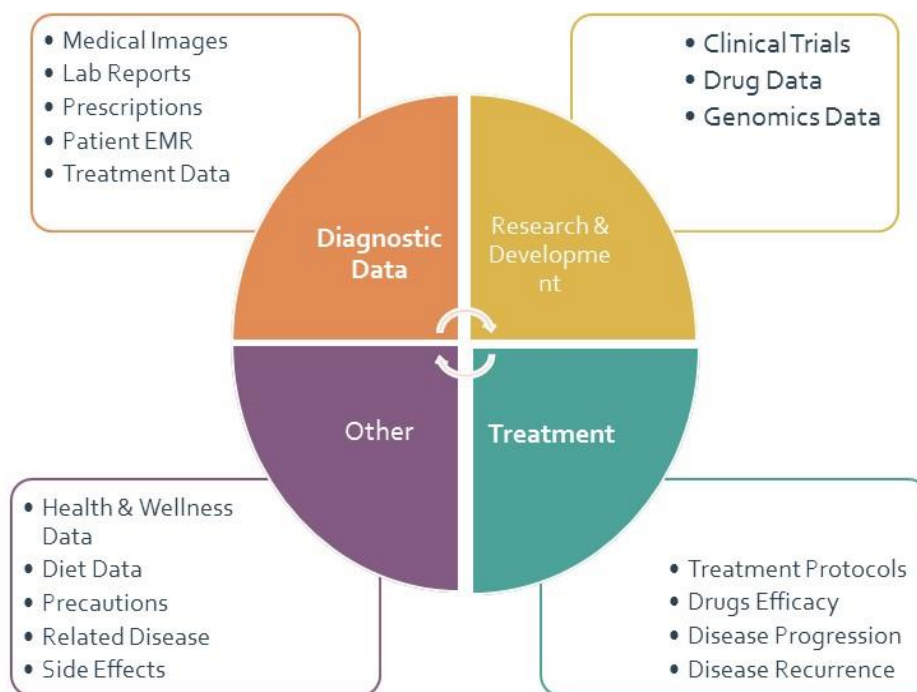 • Medical Images
• Lab Reports
• Prescriptions
• Patient EMR
• Treatment Data
• Clinical Trials
• Drug Data
• Genomics Data
Diagnostic
Data
Research &
Developme
nt
Other
Treatment
• Health & Wellness
Data
• Diet Data
• Precautions
• Related Disease
• Side Effects
• Treatment Protocols
• Drugs Efficacy
• Disease Progression
• Disease Recurrence